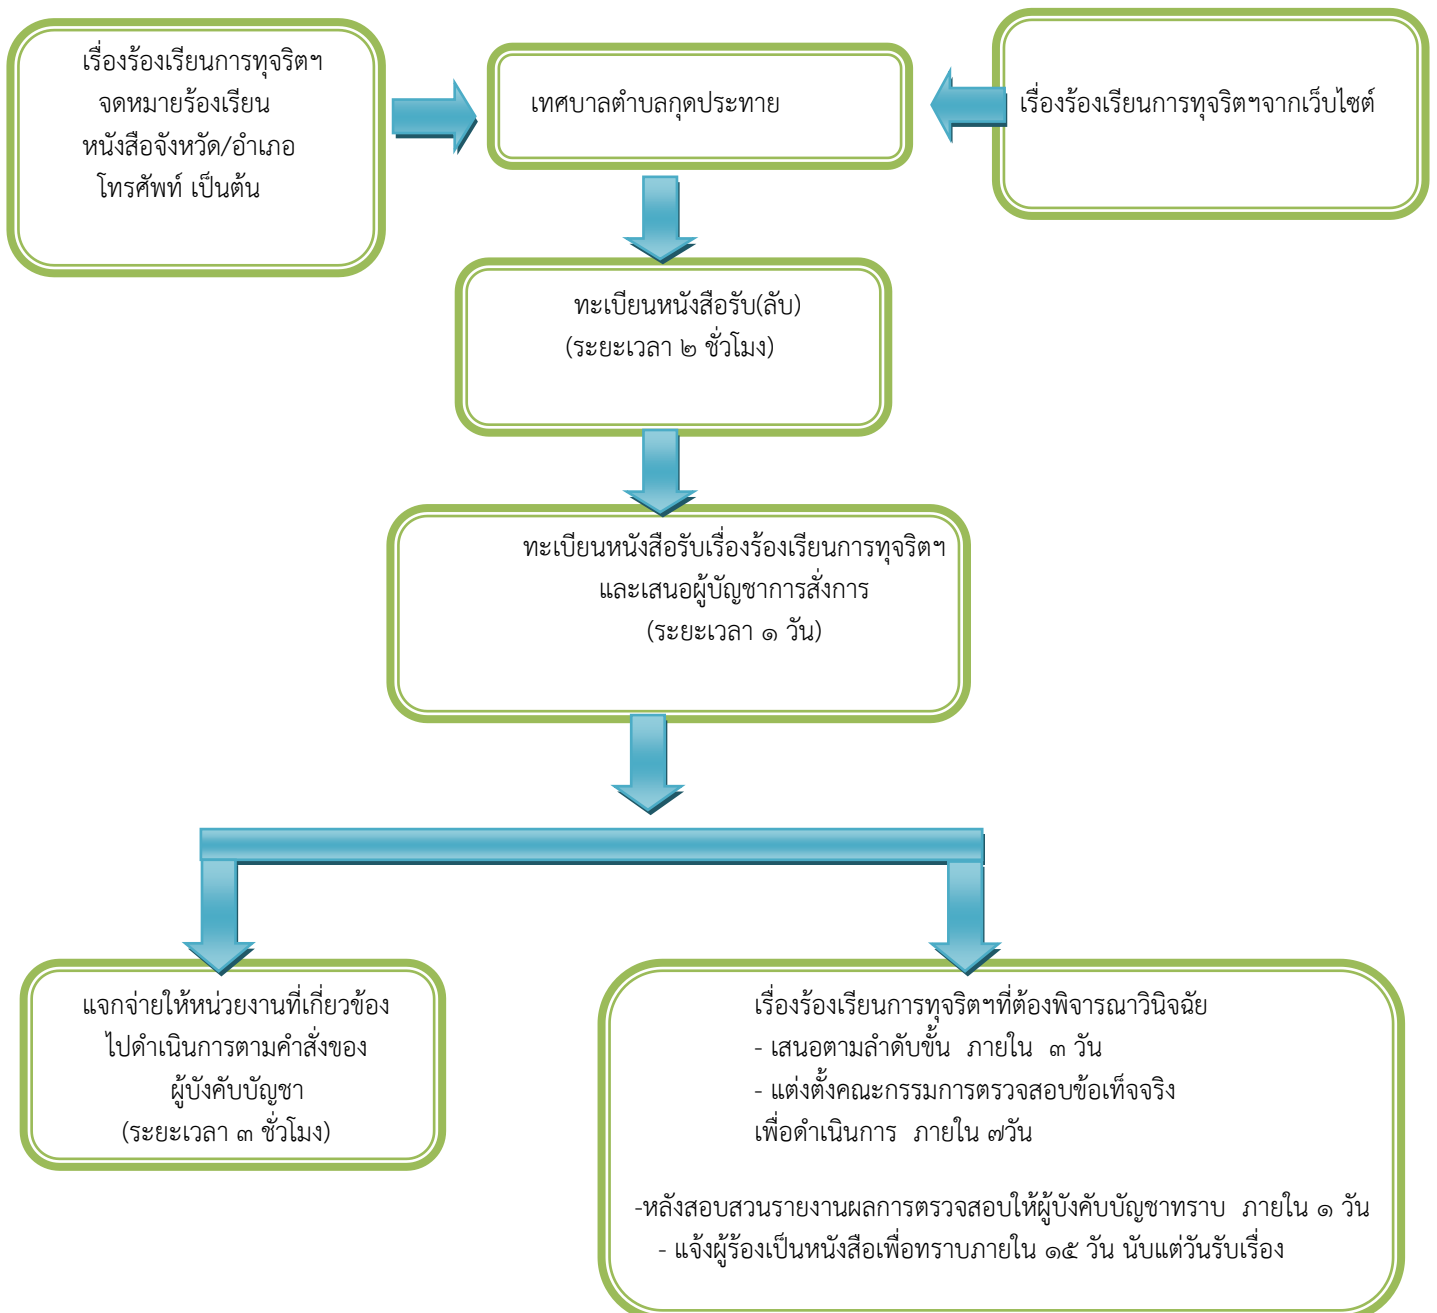 เรื่องร้องเรียนการทุจริตฯ
จดหมายร้องเรียน
หนังสือจังหวัด/อำเภอ
โทรศัพท์ เป็นต้น
เทศบาลตำบลกุดประทาย
เรื่องร้องเรียนการทุจริตฯจากเว็บไซต์
ทะเบียนหนังสือรับ(ลับ)
(ระยะเวลา ๒ ชั่วโมง)
ทะเบียนหนังสือรับเรื่องร้องเรียนการทุจริตฯ
และเสนอผู้บัญชาการสั่งการ
(ระยะเวลา ๑ วัน)
แจกจ่ายให้หน่วยงานที่เกี่ยวข้อง
ไปดำเนินการตามคำสั่งของ
ผู้บังคับบัญชา
(ระยะเวลา ๓ ชั่วโมง)
เรื่องร้องเรียนการทุจริตฯที่ต้องพิจารณาวินิจฉัย
- เสนอตามลำดับขั้น ภายใน ๓ วัน
- แต่งตั้งคณะกรรมการตรวจสอบข้อเท็จจริง
เพื่อดำเนินการ ภายใน ๗วัน
-หลังสอบสวนรายงานผลการตรวจสอบให้ผู้บังคับบัญชาทราบ ภายใน ๑ วัน
- แจ้งผู้ร้องเป็นหนังสือเพื่อทราบภายใน ๑๕ วัน นับแต่วันรับเรื่อง